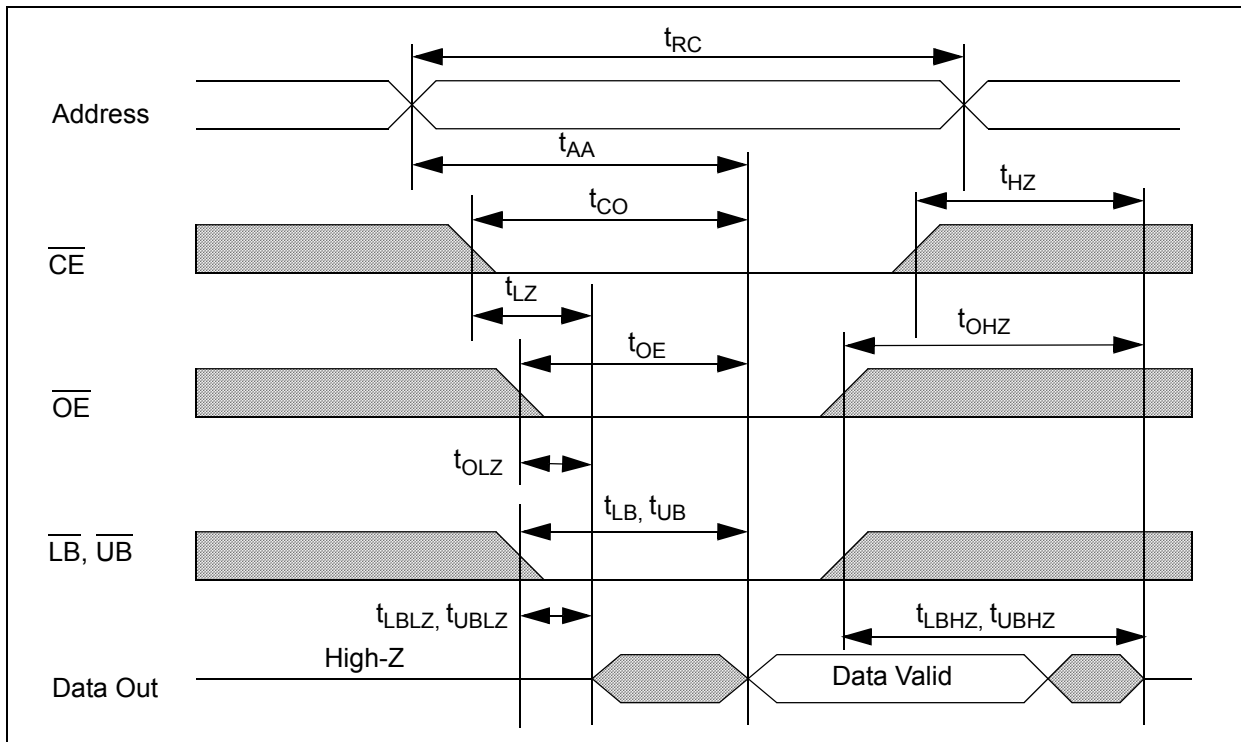 tRC
Address
tAA
tHZ
tCO
CE
tLZ
tOHZ
tOE
OE
tOLZ
tLB, tUB
LB, UB
tLBLZ, tUBLZ
tLBHZ, tUBHZ
High-Z
Data Valid
Data Out